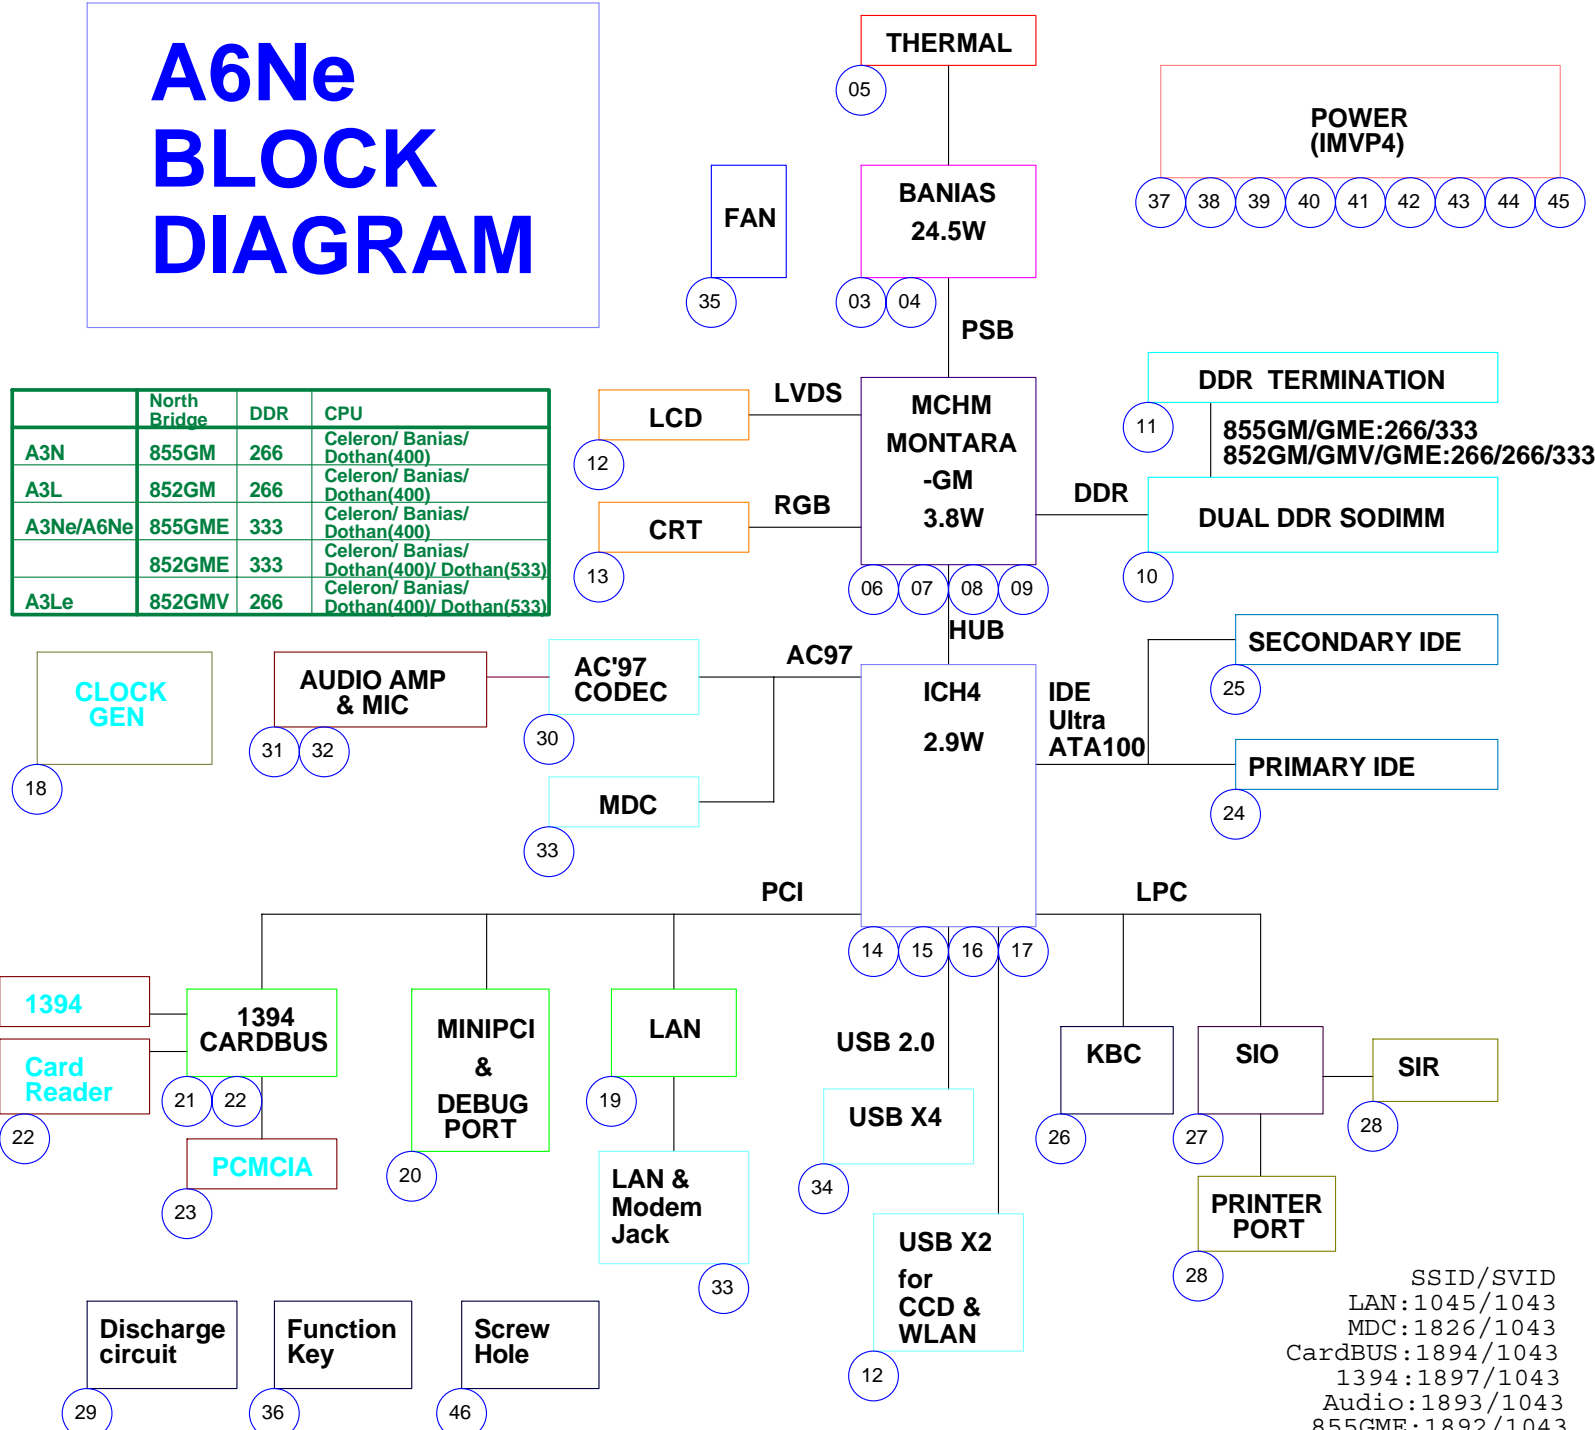 A6Ne
BLOCK
DIAGRAM
THERMAL
05
POWER
(IMVP4)
37 38 39 40 41 42 43 44 45
FAN
35
BANIAS
24.5W
03 04
PSB
North Bridge DDR CPU
A3N 855GM 266 Celeron/ Banias/ Dothan(400)
A3L 852GM 266 Celeron/ Banias/ Dothan(400)
A3Ne/A6Ne 855GME 333 Celeron/ Banias/ Dothan(400)
852GME 333 Celeron/ Banias/ Dothan(400)/ Dothan(533)
A3Le 852GMV 266 Celeron/ Banias/ Dothan(400)/ Dothan(533)
LCD
12
LVDS
CRT
13
RGB
MCHM
MONTARA
-GM
3.8W
06 07 08 09
DDR TERMINATION
11
855GM/GME:266/333
852GM/GMV/GME:266/266/333
DDR
DUAL DDR SODIMM
10
HUB
CLOCK
GEN
18
AUDIO AMP
& MIC
31 32
AC'97
CODEC
30
AC97
MDC
33
ICH4
2.9W
14 15 16 17
IDE
Ultra
ATA100
SECONDARY IDE
25
PRIMARY IDE
24
PCI
LPC
1394
Card
Reader
22
1394
CARDBUS
21 22
PCMCIA
23
MINIPCI
&
DEBUG
PORT
20
LAN
19
LAN &
Modem
Jack
33
USB 2.0
USB X4
34
USB X2
for
CCD &
WLAN
12
KBC
26
SIO
27
SIR
28
PRINTER
PORT
28
Discharge
circuit
29
Function
Key
36
Screw
Hole
46
SSID/SVID
LAN:1045/1043
MDC:1826/1043
CardBUS:1894/1043
1394:1897/1043
Audio:1893/1043
855GME:1892/1043